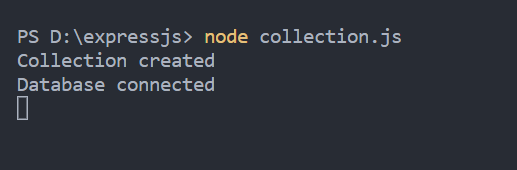 PS D:\expressjs> node collection.js
Collection created
Database connected